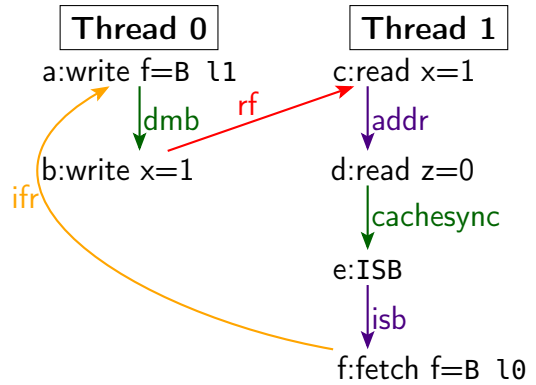 Thread 0
Thread 1
a:write f=B l1
c:read x=1
rf
dmb
addr
b:write x=1
d:read z=0
ifr
cachesync
e:ISB
isb
f:fetch f=B l0